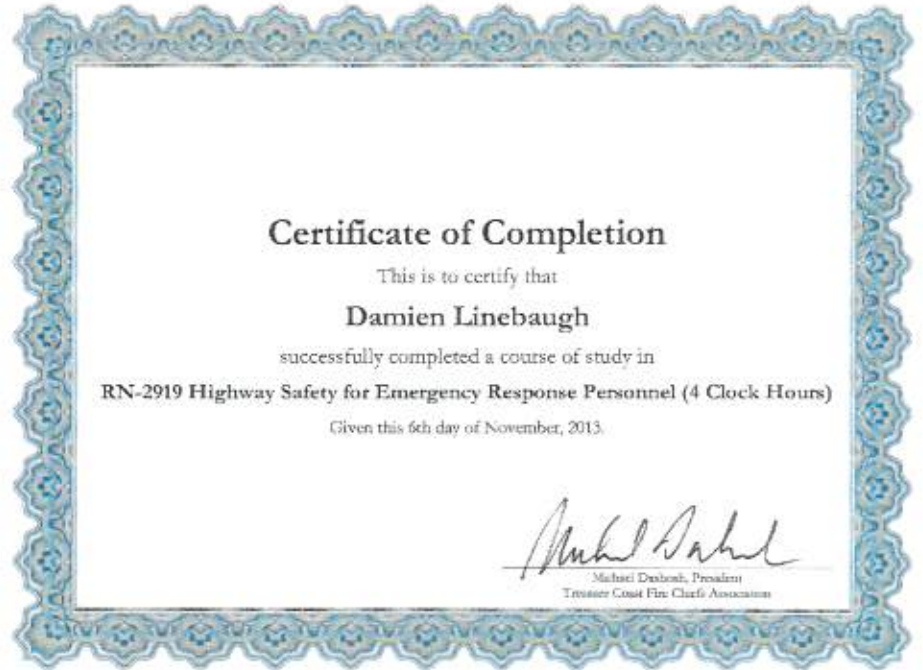 Certificate of Completion
This is to certify that
Damien Linebaugh
successfully completed a course of study in
RN-2919 Highway Safety for Emergency Response Personnel (4 Clock Hours)
Given this 6th day of November, 2013.
Michael President
Treasure Coast Fire Chiefs Association